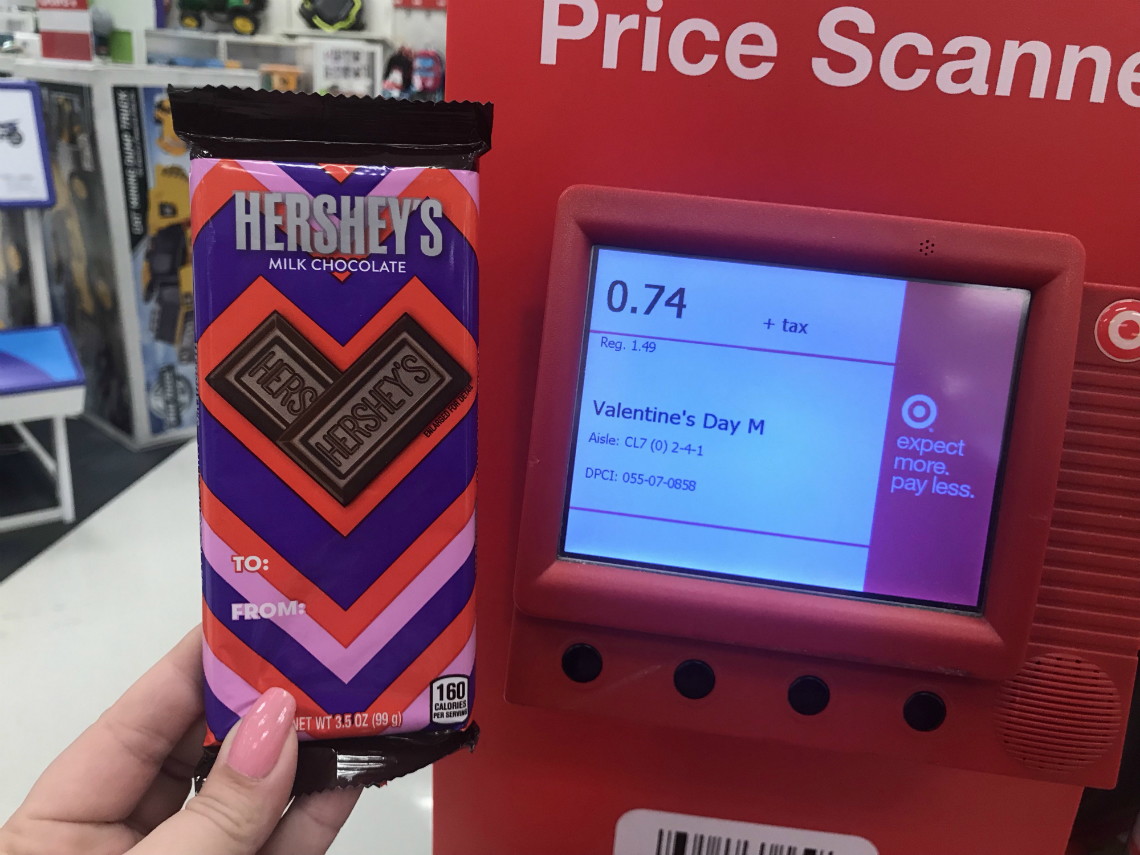 Price Scanne
HERSHEY'S
MILK CHOCOLATE
HERS
HERSHEY'S
TO:
FROM:
NET WT 3.5 OZ (99 g)
160
CALORIES
PER SERVING
0.74
+ tax
Reg. 1.49
Valentine's Day M
Aisle: CL7 (0) 2-4-1
DPCI: 055-07-0858
expect
more.
pay less.